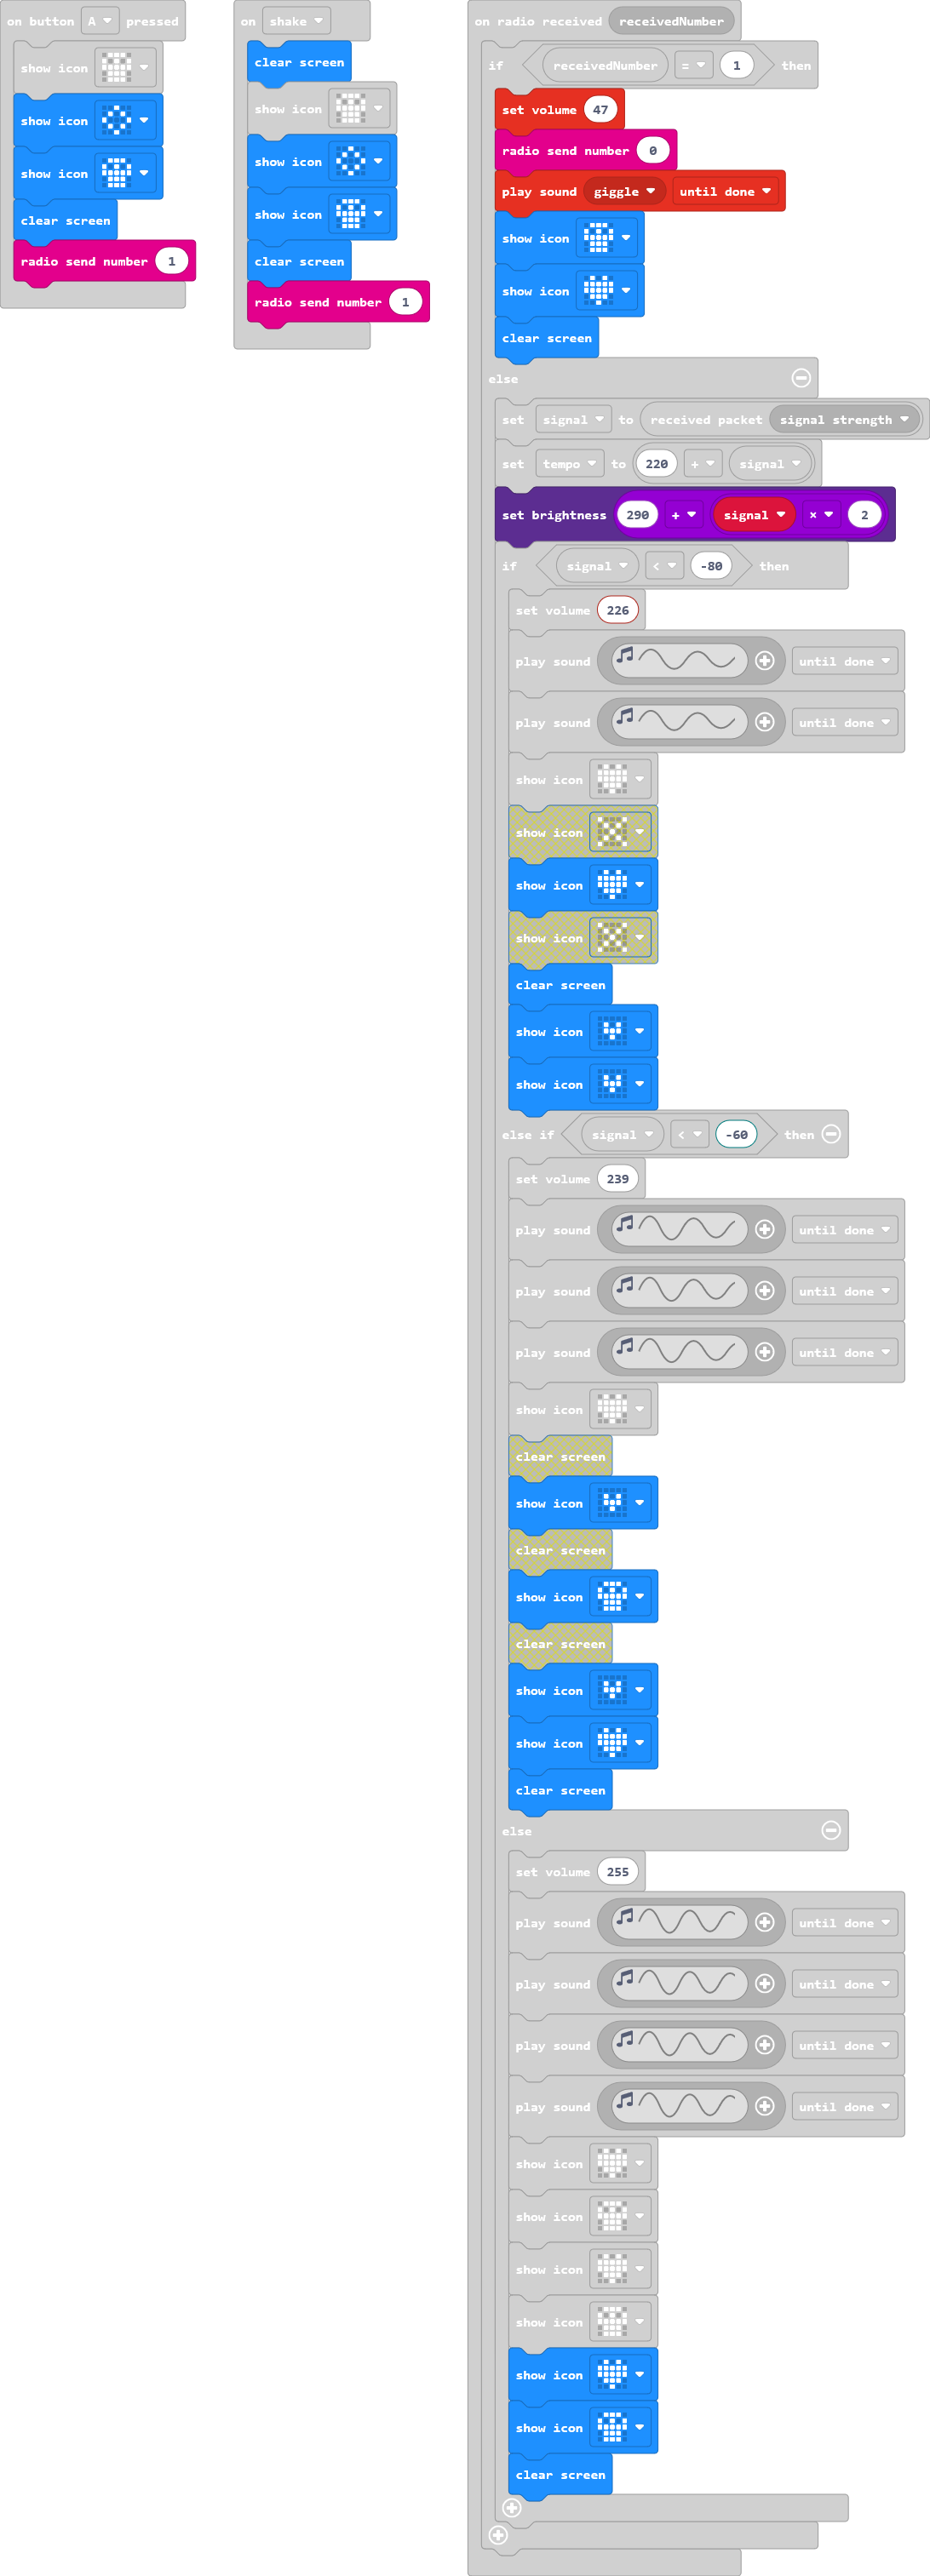 on button A pressed
show icon
show icon
show icon
clear screen
radio send number 1
on shake
clear screen
show icon
show icon
show icon
clear screen
radio send number 1
on radio received receivedNumber
if receivedNumber = 1 then
set volume 47
radio send number 0
play sound giggle until done
show icon
show icon
clear screen
else
set signal to received packet signal strength
set tempo to 220 + signal
set brightness 290 + signal × 2
if signal < -80 then
set volume 226
play sound until done
play sound until done
show icon
show icon
show icon
show icon
clear screen
show icon
show icon
else if signal < -60 then
set volume 239
play sound until done
play sound until done
play sound until done
show icon
clear screen
show icon
clear screen
show icon
clear screen
show icon
show icon
clear screen
else
set volume 255
play sound until done
play sound until done
play sound until done
play sound until done
show icon
show icon
show icon
show icon
show icon
show icon
clear screen